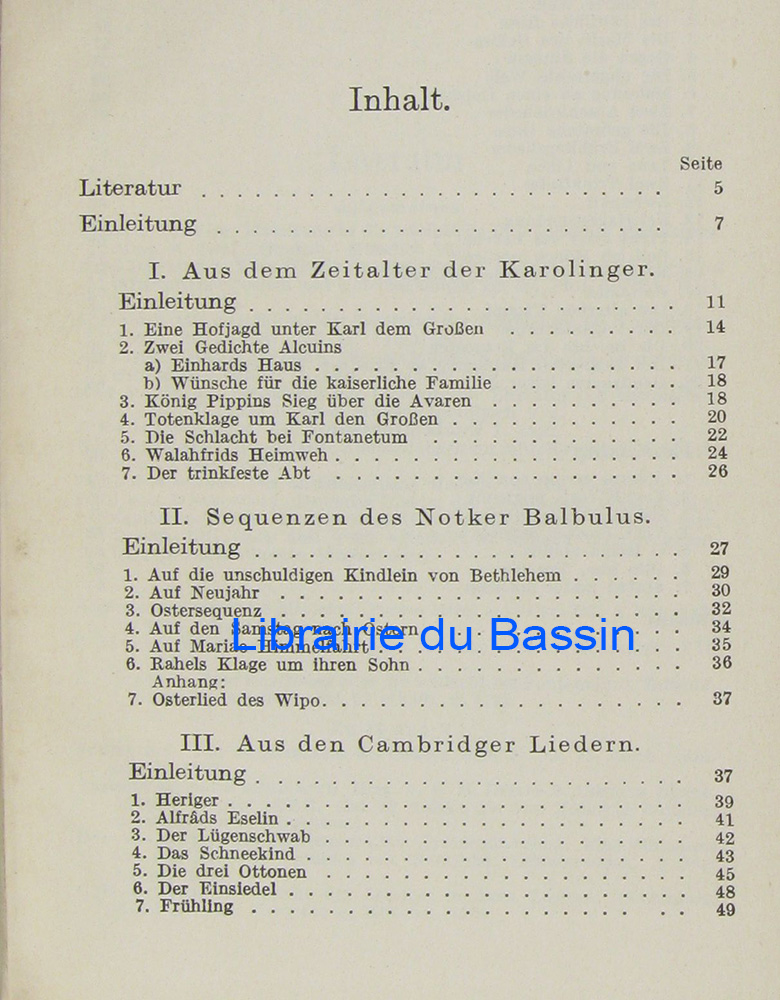 Inhalt.
Seite
Literatur . . . . . . . . . . . . . . . . . . . . . . . . 5
Einleitung . . . . . . . . . . . . . . . . . . . . . . . 7
I. Aus dem Zeitalter der Karolinger.
Einleitung . . . . . . . . . . . . . . . . . . . . . . . 11
1. Eine Hofjagd unter Karl dem Großen . . . . . . . . . 14
2. Zwei Gedichte Alcuins
a) Einhards Haus . . . . . . . . . . . . . . . . . . . 17
b) Wünsche für die kaiserliche Familie . . . . . . . . . 18
3. König Pippins Sieg über die Avaren . . . . . . . . . . 18
4. Totenklage um Karl den Großen . . . . . . . . . . . . 20
5. Die Schlacht bei Fontanetum . . . . . . . . . . . . . 22
6. Walahfrids Heimweh . . . . . . . . . . . . . . . . . . 24
7. Der trinkfeste Abt . . . . . . . . . . . . . . . . . . 26
II. Sequenzen des Notker Balbulus.
Einleitung . . . . . . . . . . . . . . . . . . . . . . . 27
1. Auf die unschuldigen Kindlein von Bethlehem . . . . . . 29
2. Auf Neujahr . . . . . . . . . . . . . . . . . . . . . 30
3. Ostersequenz . . . . . . . . . . . . . . . . . . . . . 32
4. Auf den Samstag nach Ostern . . . . . . . . . . . . . 34
Librairie du Bassin
5. Auf Mariae Himmelfahrt . . . . . . . . . . . . . . . . 35
6. Rahels Klage um ihren Sohn . . . . . . . . . . . . . . 36
Anhang:
7. Osterlied des Wipo. . . . . . . . . . . . . . . . . . . 37
III. Aus den Cambridger Liedern.
Einleitung . . . . . . . . . . . . . . . . . . . . . . . 37
1. Heriger . . . . . . . . . . . . . . . . . . . . . . . . 39
2. Alfrâds Eselin . . . . . . . . . . . . . . . . . . . . 41
3. Der Lügenschwab . . . . . . . . . . . . . . . . . . . 42
4. Das Schneekind . . . . . . . . . . . . . . . . . . . . 43
5. Die drei Ottonen . . . . . . . . . . . . . . . . . . . 45
6. Der Einsiedel . . . . . . . . . . . . . . . . . . . . . 48
7. Frühling . . . . . . . . . . . . . . . . . . . . . . . 49